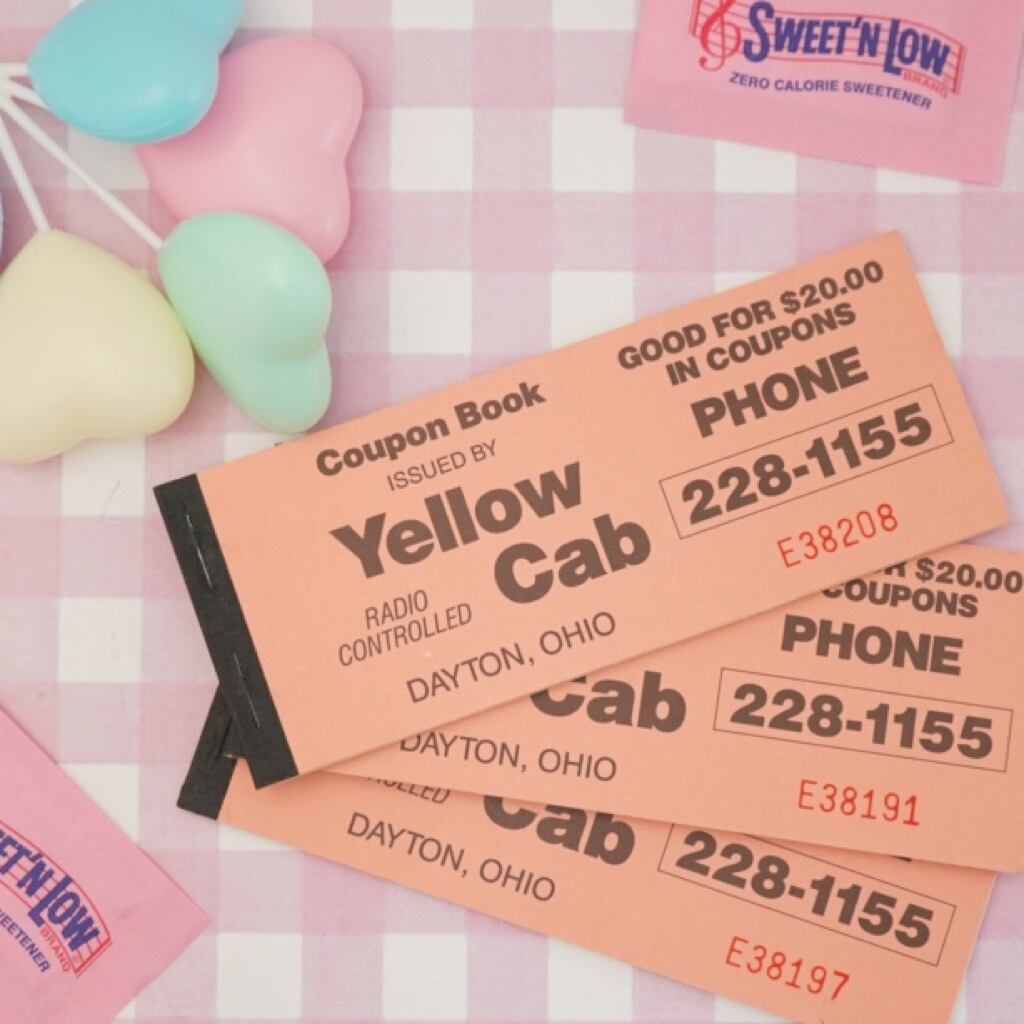 SWEET'N LOW
BRAND
ZERO CALORIE SWEETENER
GOOD FOR $20.00
IN COUPONS
Coupon Book
ISSUED BY
PHONE
Yellow
Cab
228-1155
E38208
RADIO
CONTROLLED
DAYTON, OHIO
$20.00
COUPONS
PHONE
Cab
228-1155
DAYTON, OHIO
E38191
Cab
228-1155
DAYTON, OHIO
E38197
N LOW
BRAND